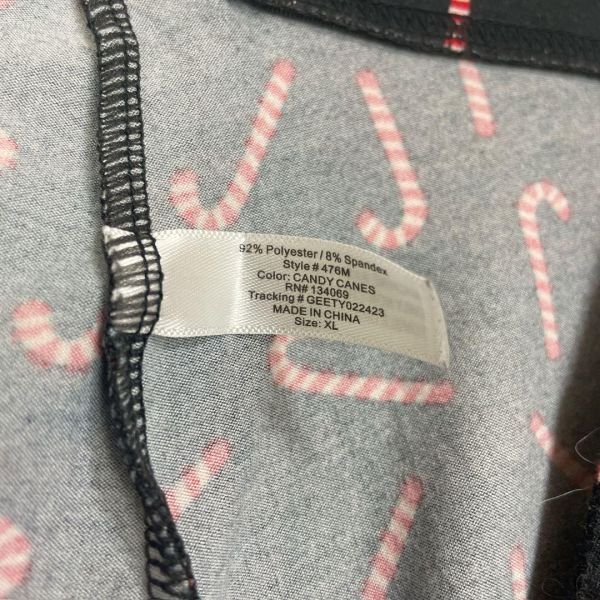 92% Polyester / 8% Spandex
Style # 476M
Color: CANDY CANES
RN# 134069
Tracking # GEETY022423
MADE IN CHINA
Size: XL